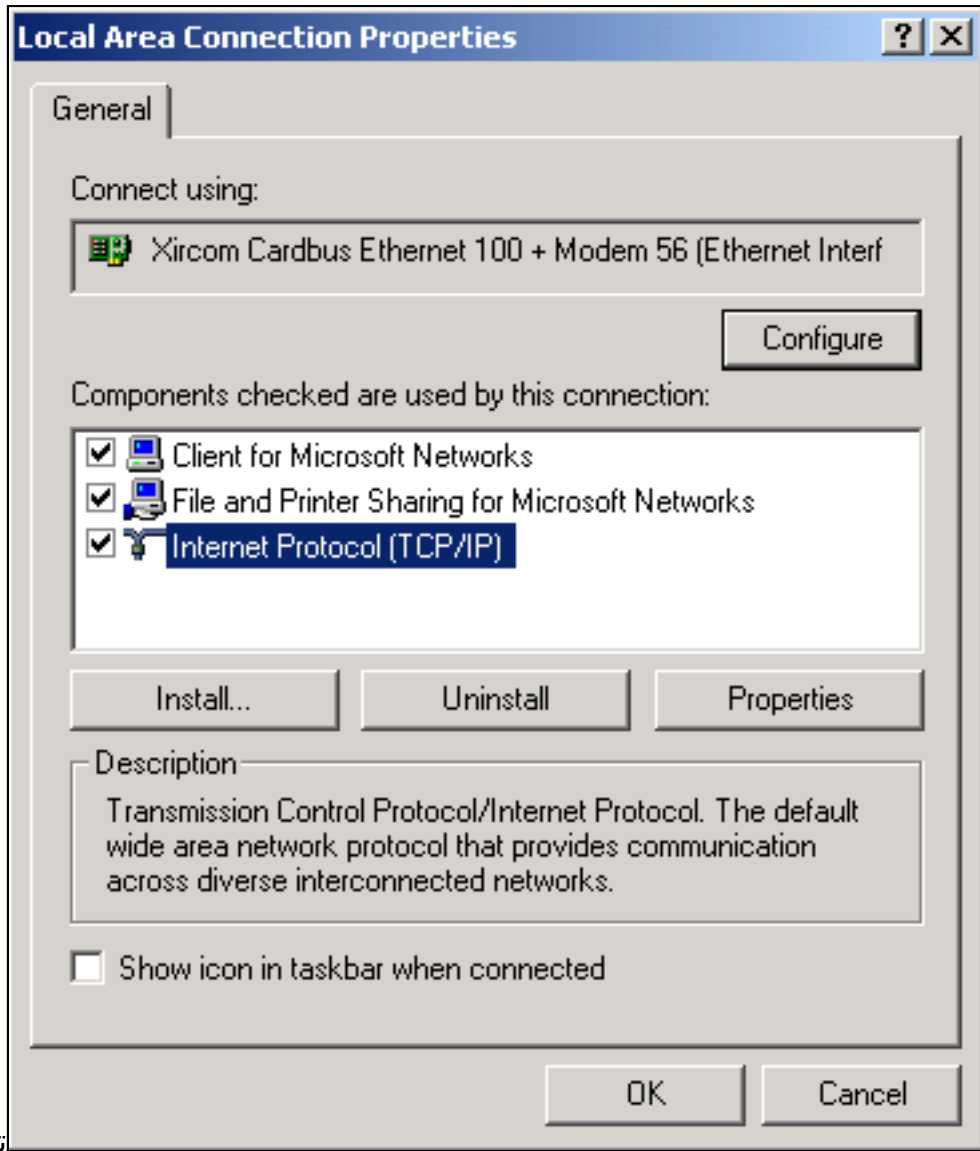 Local Area Connection Properties
General
Connect using:
Xircom Cardbus Ethernet 100 + Modem 56 (Ethernet Interf
Configure
Components checked are used by this connection:
Client for Microsoft Networks
File and Printer Sharing for Microsoft Networks
Internet Protocol (TCP/IP)
Install... Uninstall Properties
Description
Transmission Control Protocol/Internet Protocol. The default
wide area network protocol that provides communication
across diverse interconnected networks.
Show icon in taskbar when connected
OK Cancel